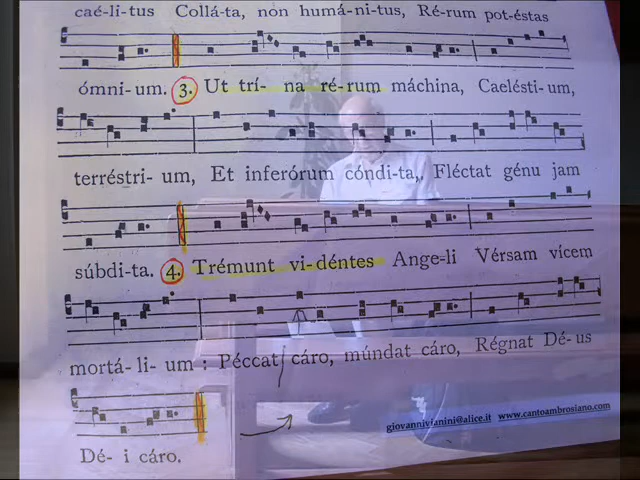 caé-li-tus Collá-ta, non humá-ni-tus, Ré-rum pot-éstas
ómni-um. 3. Ut trí- na ré-rum máchina, Caelésti-um,
terréstri-um, Et inferórum cóndi-ta,, Fléctat génu jam
súbdi-ta. 4. Trémunt vi-déntes Ange-li Vérsam vícem
mortá-li-um : Péccat cáro, múndat cáro, Régnat Dé-us
giovannivianini@alice.it www.cantoambrosiano.com
Dé- i cáro.